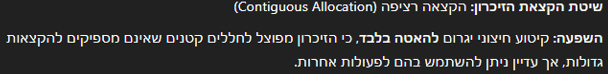 שיטת הקצאת הזיכרון: הקצאה רציפה (Contiguous Allocation)
השפעה: קיטוע חיצוני יגרום להאטה בלבד, כי הזיכרון מפוצל לחללים קטנים שאינם מספיקים להקצאות
גדולות, אך עדיין ניתן להשתמש בהם לפעולות אחרות.